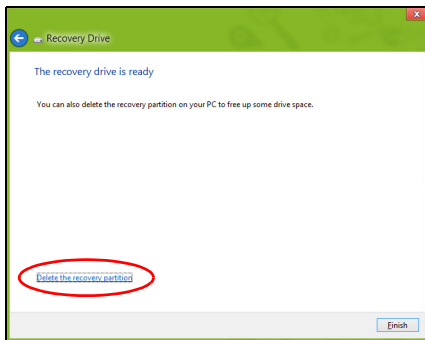 x
Recovery Drive
The recovery drive is ready
You can also delete the recovery partition on your PC to free up some drive space.
Delete the recovery partition
Finish